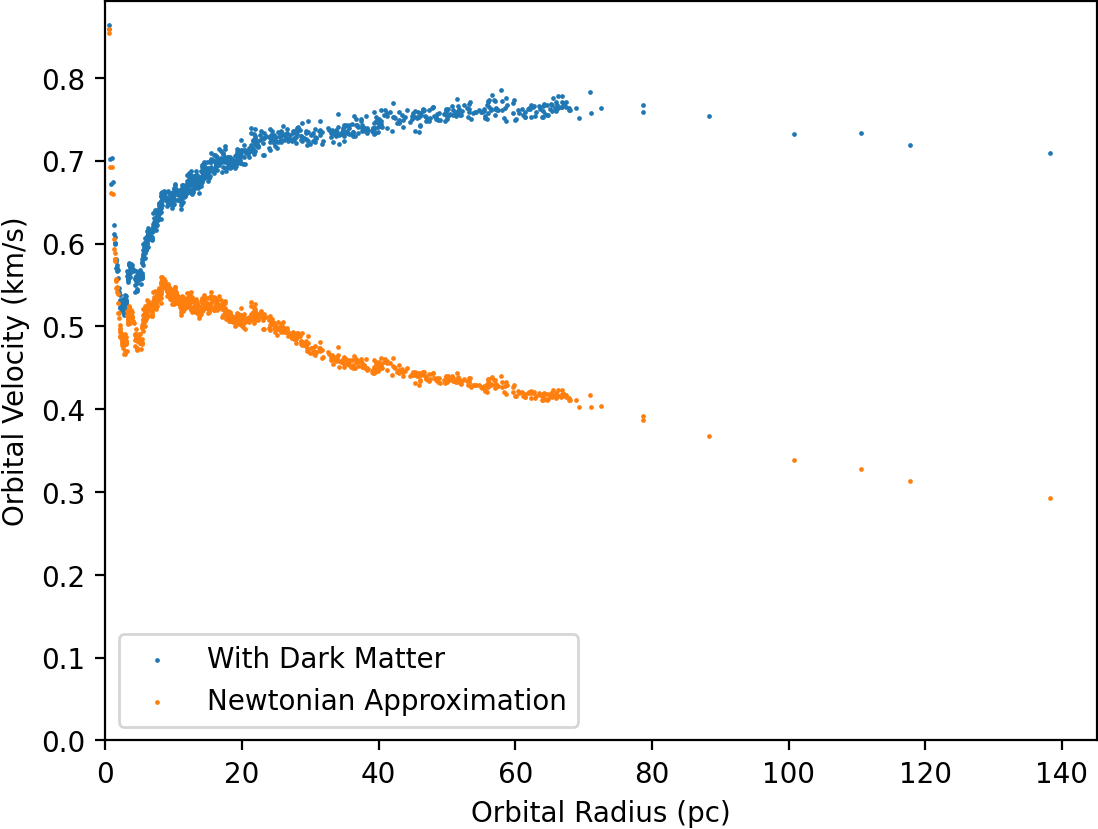 Orbital Velocity (km/s)
0.8
0.7
0.6
0.5
0.4
0.3
0.2
0.1
0.0
With Dark Matter
Newtonian Approximation
0 20 40 60 80 100 120 140
Orbital Radius (pc)